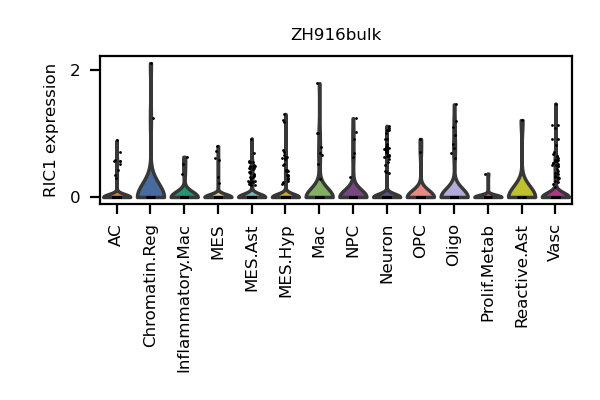 ZH916bulk
RIC1 expression
2
0
AC
Chromatin.Reg
Inflammatory.Mac
MES
MES.Ast
MES.Hyp
Mac
NPC
Neuron
OPC
Oligo
Prolif.Metab
Reactive.Ast
Vasc